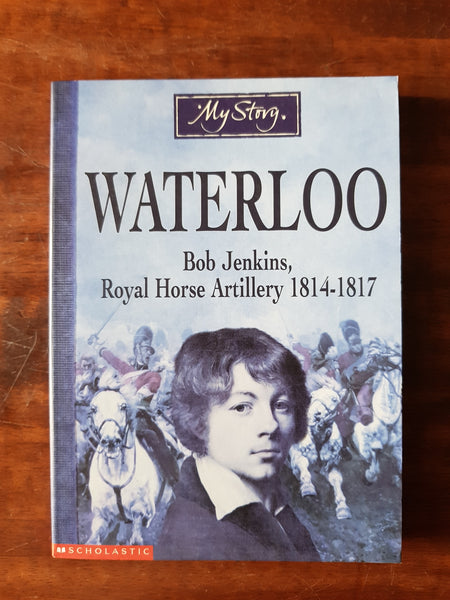 My Story.
WATERLOO
Bob Jenkins,
Royal Horse Artillery 1814-1817
SCHOLASTIC